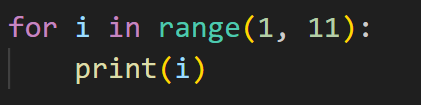 for i in range(1, 11):
    print(i)